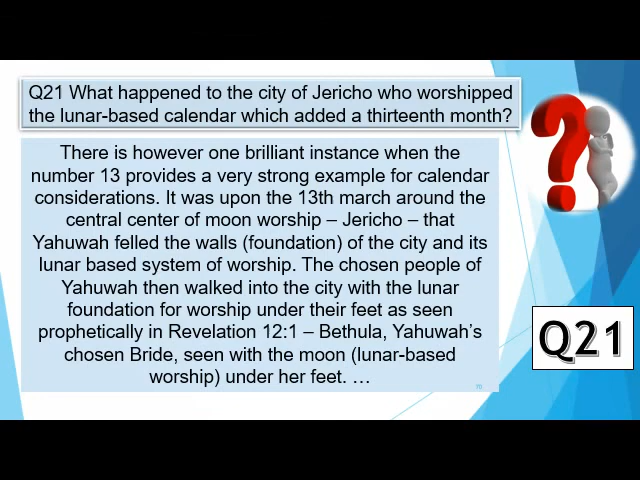 Q21 What happened to the city of Jericho who worshipped
the lunar-based calendar which added a thirteenth month?
There is however one brilliant instance when the
number 13 provides a very strong example for calendar
considerations. It was upon the 13th march around the
central center of moon worship – Jericho – that
Yahuwah felled the walls (foundation) of the city and its
lunar based system of worship. The chosen people of
Yahuwah then walked into the city with the lunar
foundation for worship under their feet as seen
prophetically in Revelation 12:1 – Bethula, Yahuwah's
chosen Bride, seen with the moon (lunar-based
worship) under her feet. …
Q21